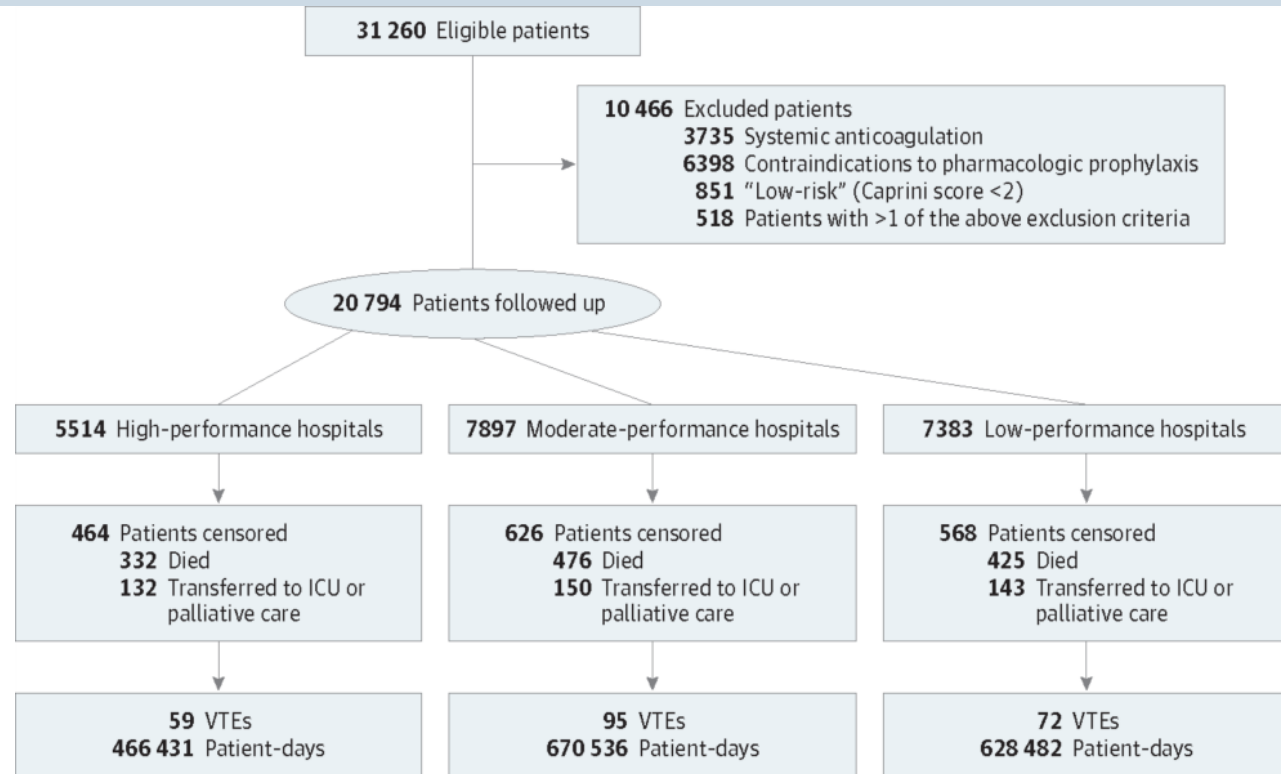 31 260 Eligible patients
10 466 Excluded patients
3735 Systemic anticoagulation
6398 Contraindications to pharmacologic prophylaxis
851 “Low-risk” (Caprini score <2)
518 Patients with >1 of the above exclusion criteria
20 794 Patients followed up
5514 High-performance hospitals
7897 Moderate-performance hospitals
7383 Low-performance hospitals
464 Patients censored
332 Died
132 Transferred to ICU or
palliative care
626 Patients censored
476 Died
150 Transferred to ICU or
palliative care
568 Patients censored
425 Died
143 Transferred to ICU or
palliative care
59 VTEs
466 431 Patient-days
95 VTEs
670 536 Patient-days
72 VTEs
628 482 Patient-days